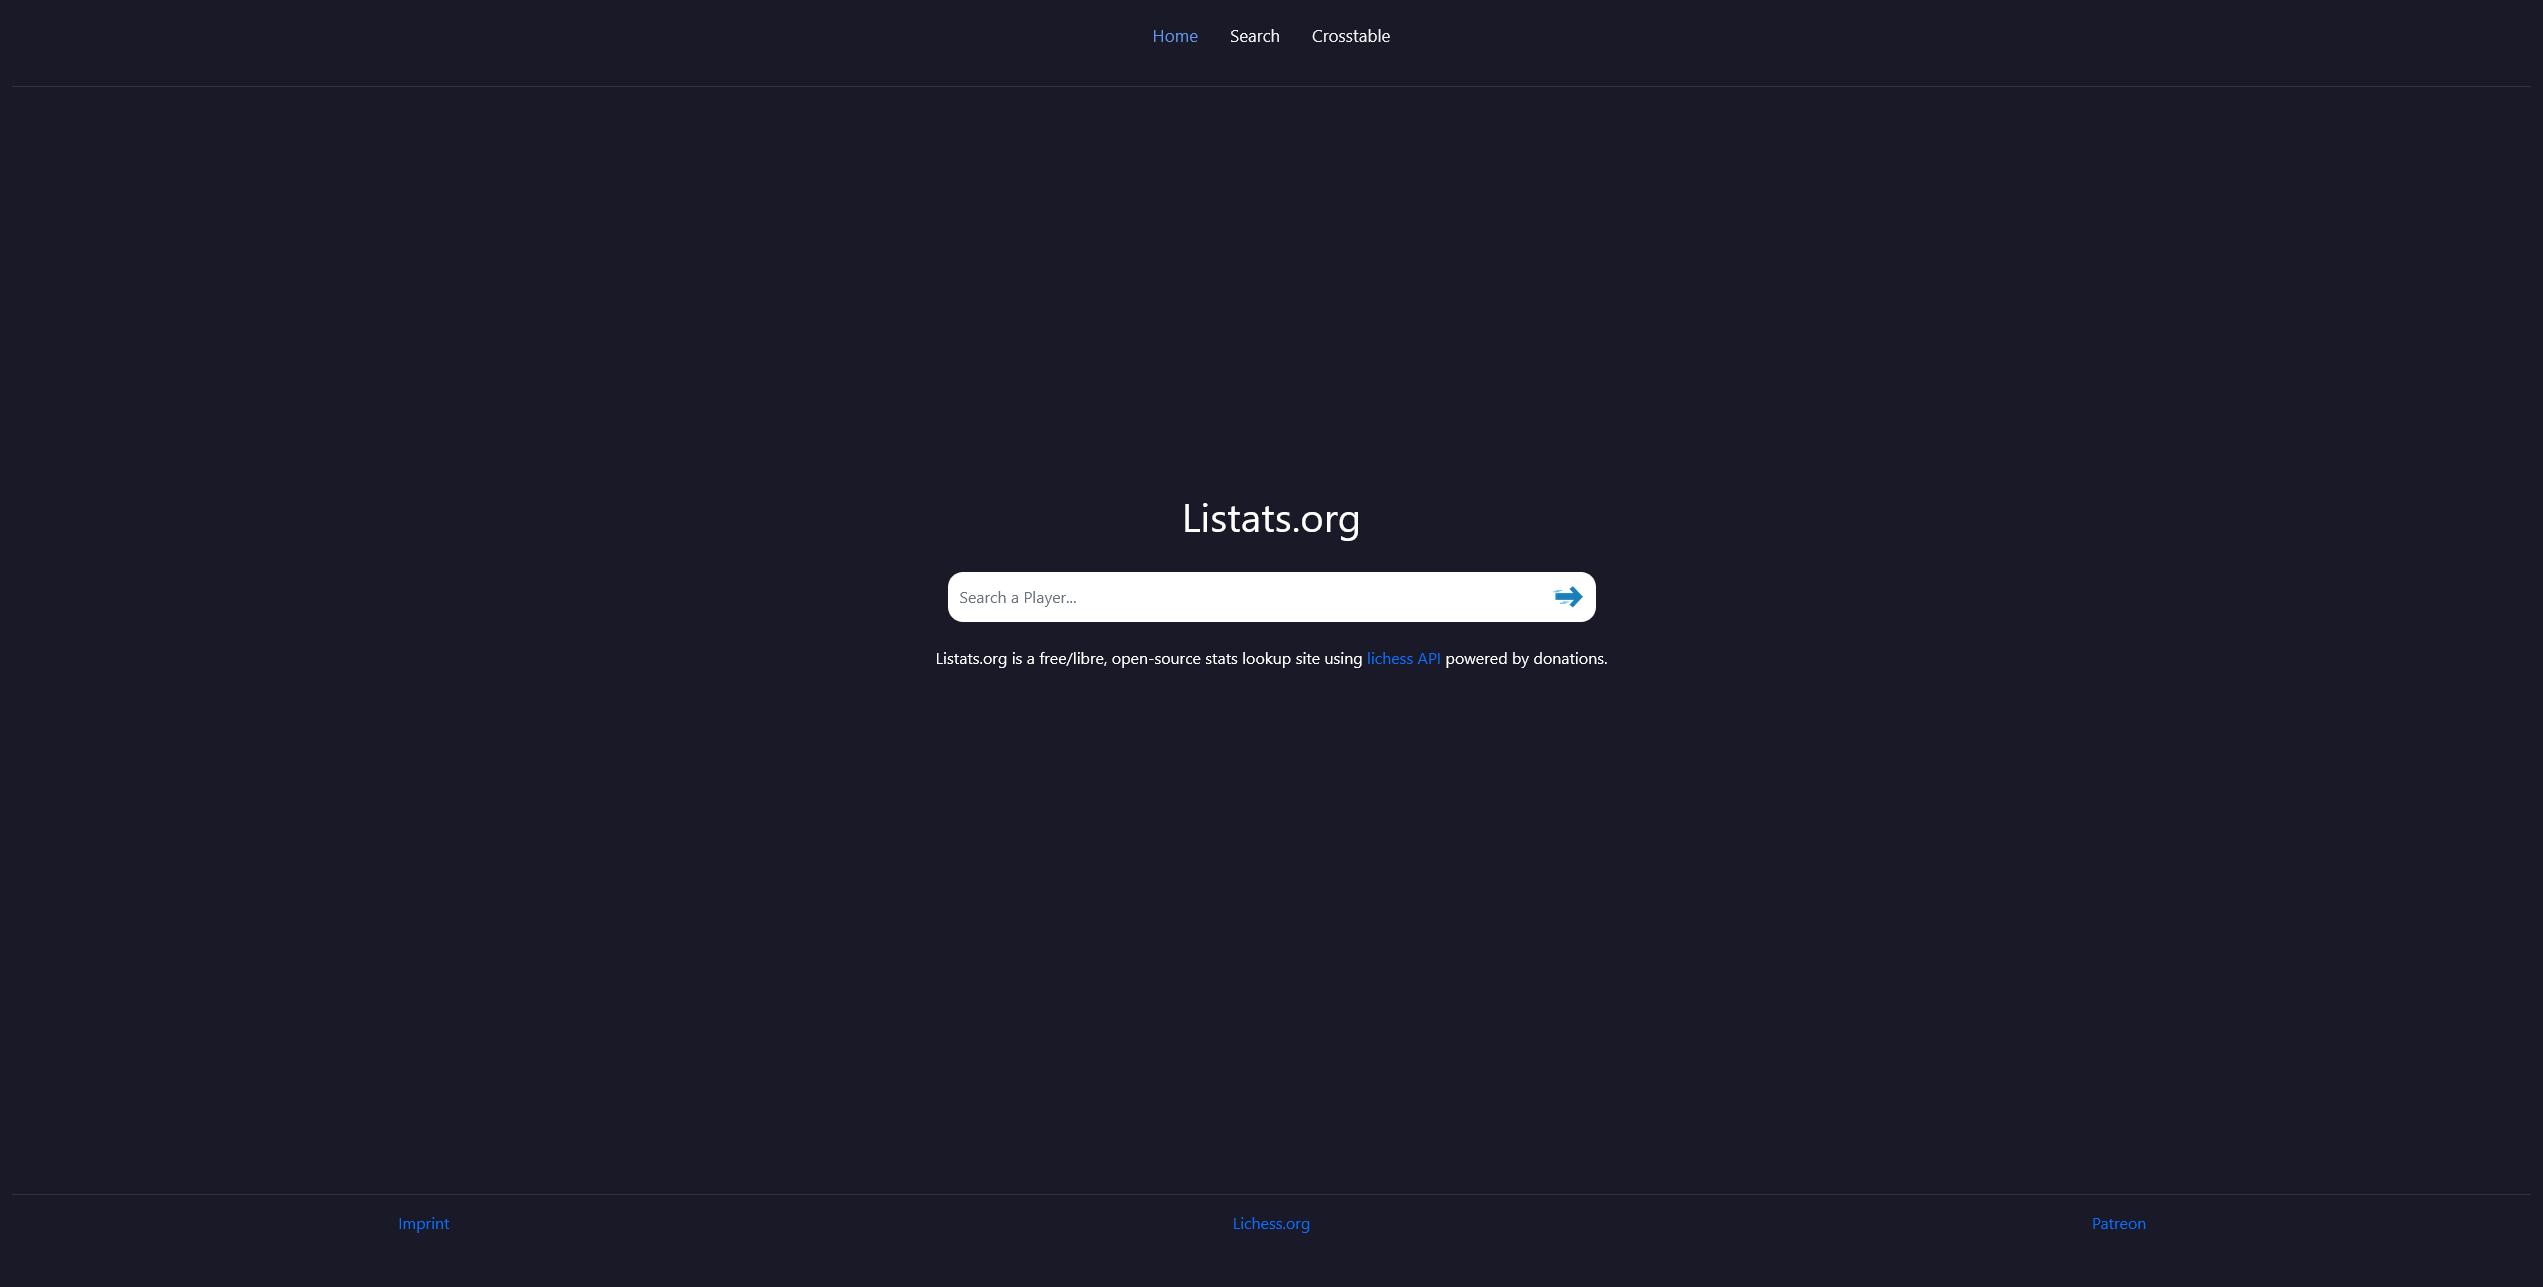 Home Search Crosstable
Listats.org
Search a Player...
Listats.org is a free/libre, open-source stats lookup site using lichess API powered by donations.
Imprint Lichess.org Patreon